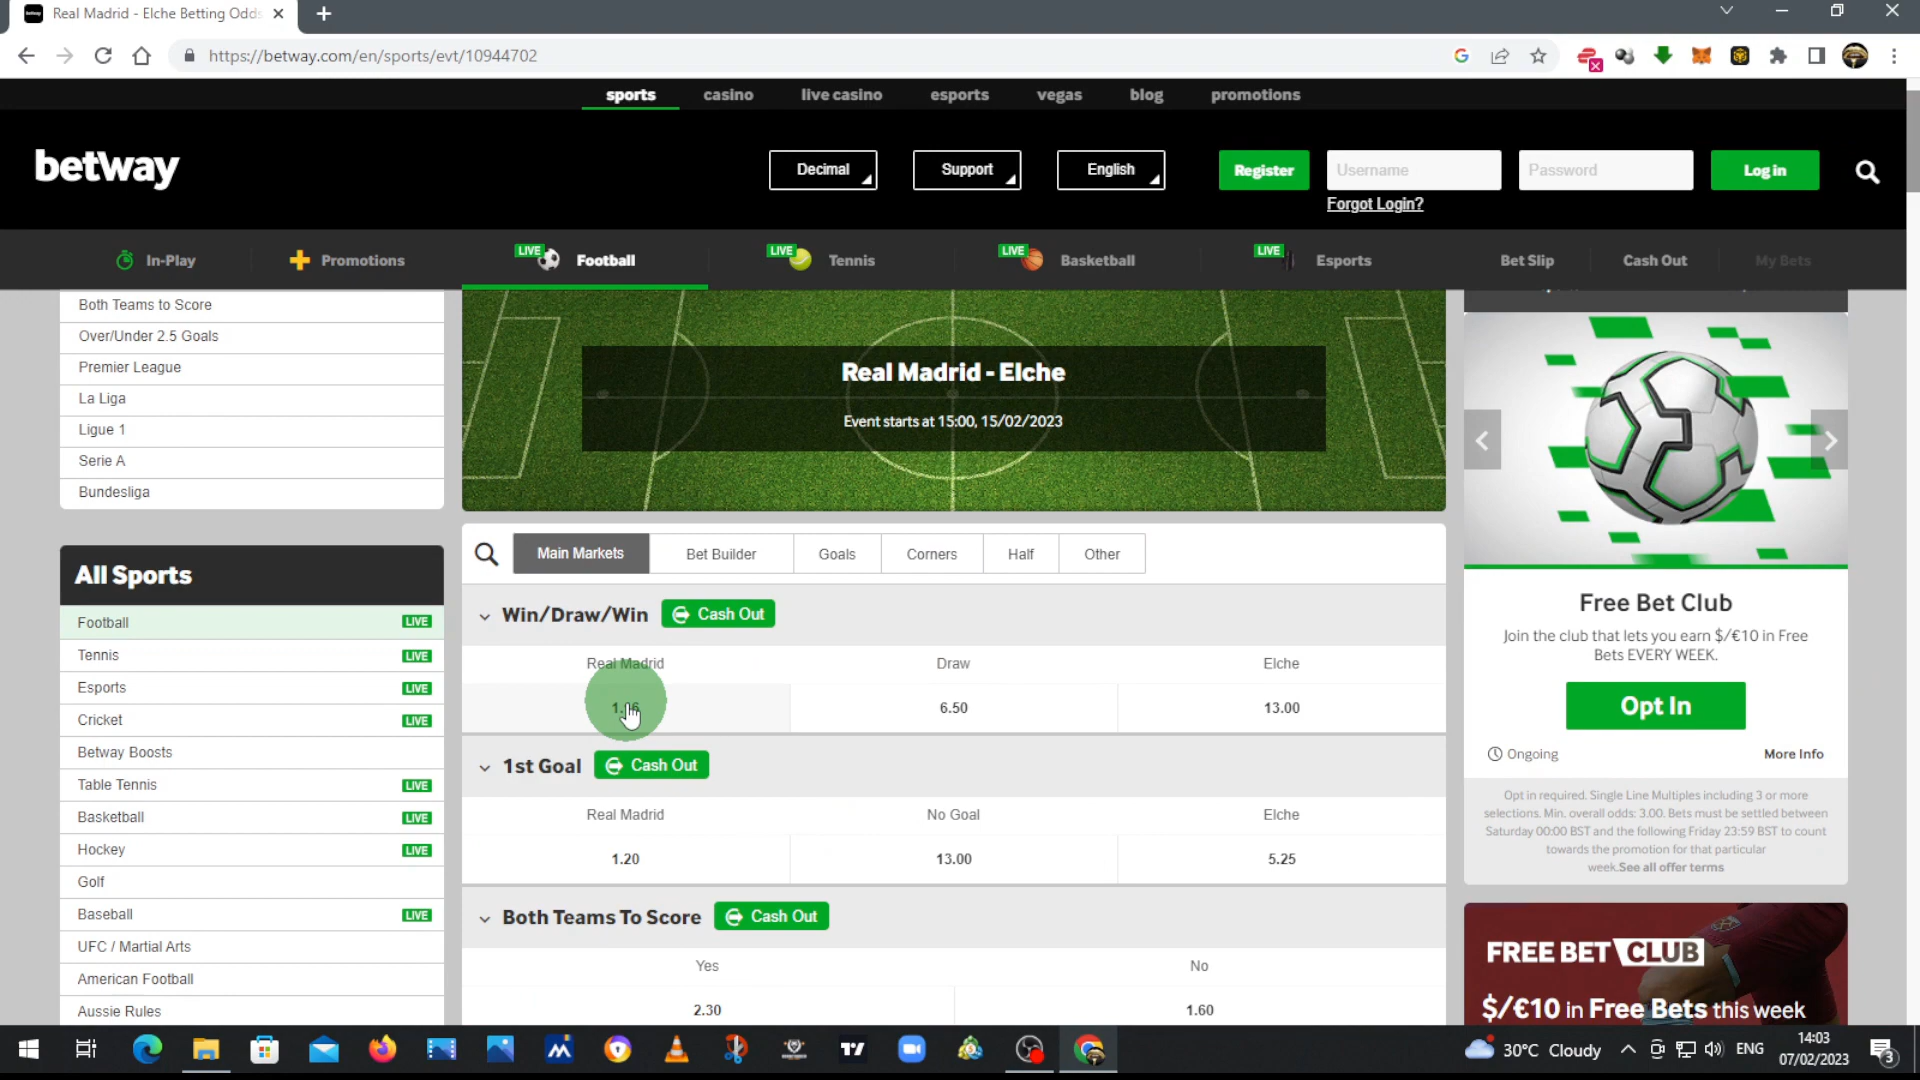 Real Madrid - Elche Betting Odds
https://betway.com/en/sports/evt/10944702
sports casino live casino esports vegas blog promotions
betway
Decimal Support English Register Username Password Log in
Forgot Login?
In-Play Promotions LIVE Football LIVE Tennis LIVE Basketball LIVE Esports Bet Slip Cash Out My Bets
Both Teams to Score
Over/Under 2.5 Goals
Premier League
La Liga
Ligue 1
Serie A
Bundesliga
All Sports
Football LIVE
Tennis LIVE
Esports LIVE
Cricket LIVE
Betway Boosts
Table Tennis LIVE
Basketball LIVE
Hockey LIVE
Golf
Baseball LIVE
UFC / Martial Arts
American Football
Aussie Rules
Real Madrid - Elche
Event starts at 15:00, 15/02/2023
Main Markets Bet Builder Goals Corners Half Other
Win/Draw/Win Cash Out
Real Madrid Draw Elche
6.50 13.00
1st Goal Cash Out
Real Madrid No Goal Elche
1.20 13.00 5.25
Both Teams To Score Cash Out
Yes No
2.30 1.60
Free Bet Club
Join the club that lets you earn $/€10 in Free
Bets EVERY WEEK.
Opt In
Ongoing More Info
Opt in required. Single Line Multiples including 3 or more
selections. Min. overall odds: 3.00. Bets must be settled between
Saturday 00:00 BST and the following Friday 23:59 BST to count
towards the promotion for that particular
week.See all offer terms
FREE BET CLUB
$/€10 in Free Bets this week
30°C Cloudy ENG
14:03
07/02/2023
3